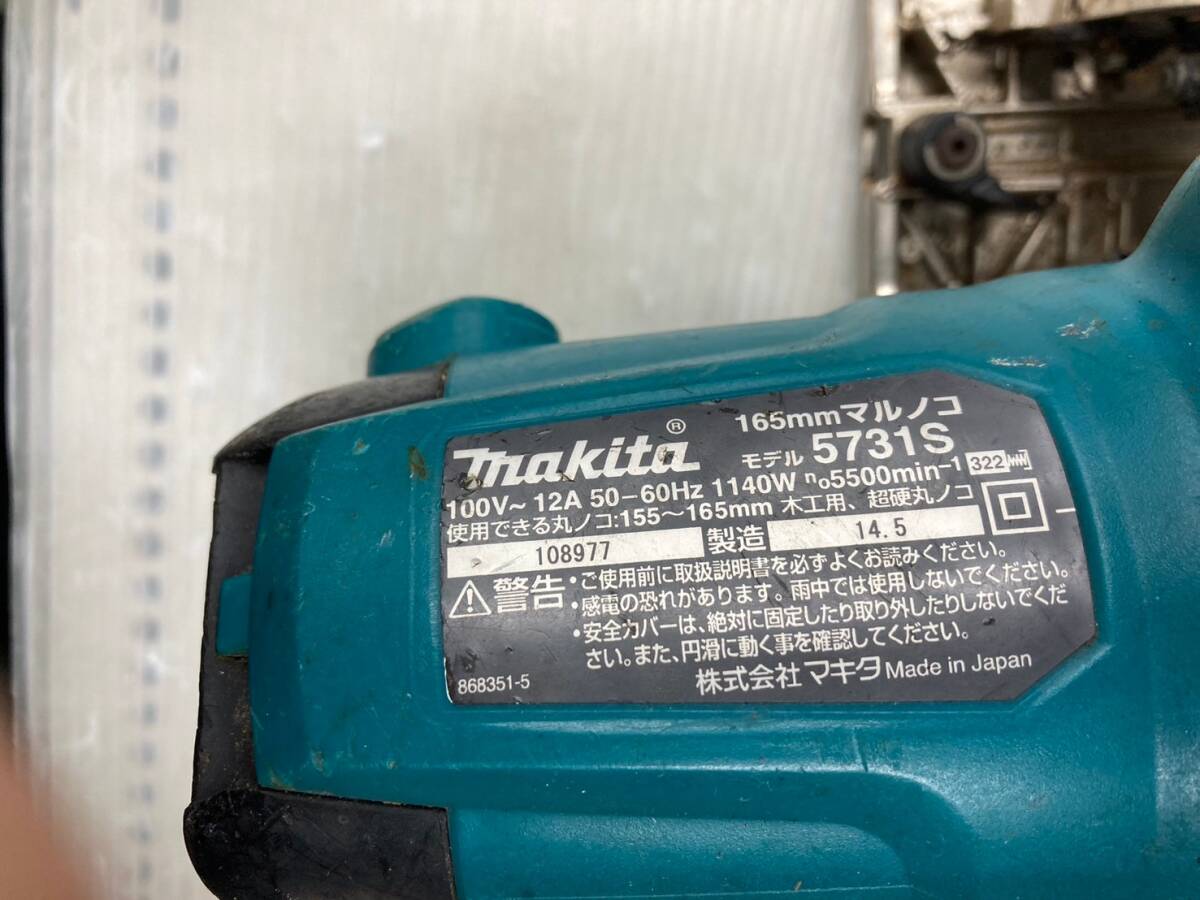 makita® 165mmマルノコ
モデル 5731S
100V~ 12A 50-60Hz 1140W n₀5500min⁻¹ 322
使用できる丸ノコ:155〜165mm 木工用、超硬丸ノコ
108977 製造 14.5
警告 •ご使用前に取扱説明書を必ずよくお読みください。
•感電の恐れがあります。雨中では使用しないでください。
•安全カバーは、絶対に固定したり取り外したりしないでくだ
さい。また、円滑に動く事を確認してください。
868351-5 株式会社 マキタ Made in Japan